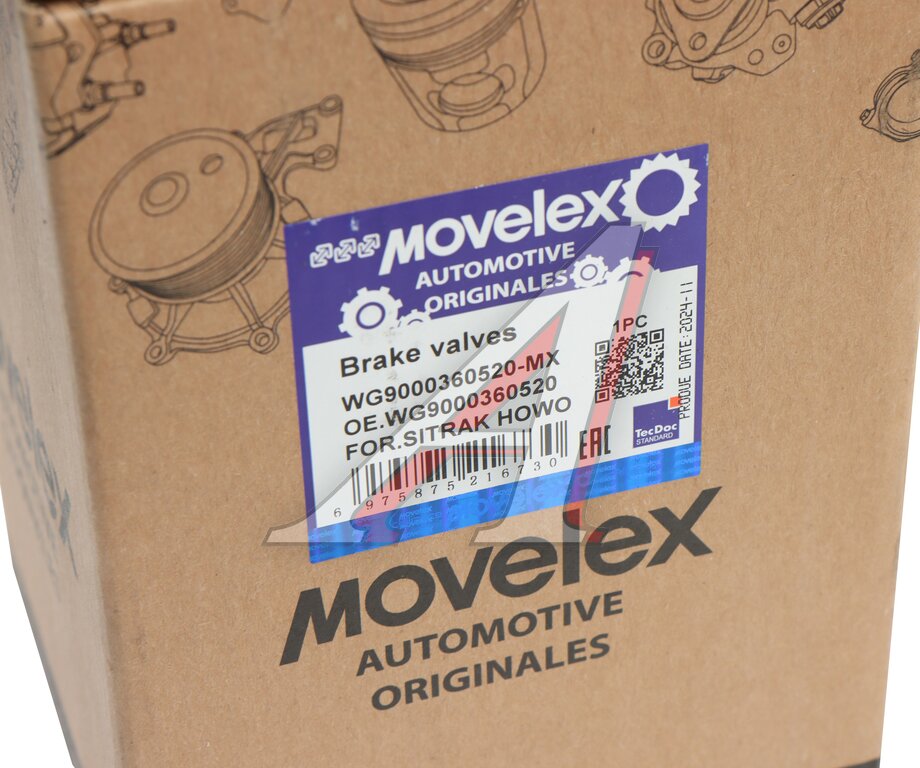 Movelex
AUTOMOTIVE
ORIGINALES
Brake valves
1PC
WG9000360520-MX
OE.WG9000360520
FOR.SITRAK HOWO
PRODUE DATE: 2024-11
TecDoc
STANDARD
EAC
6 975875 216730
Movelex
AUTOMOTIVE
ORIGINALES